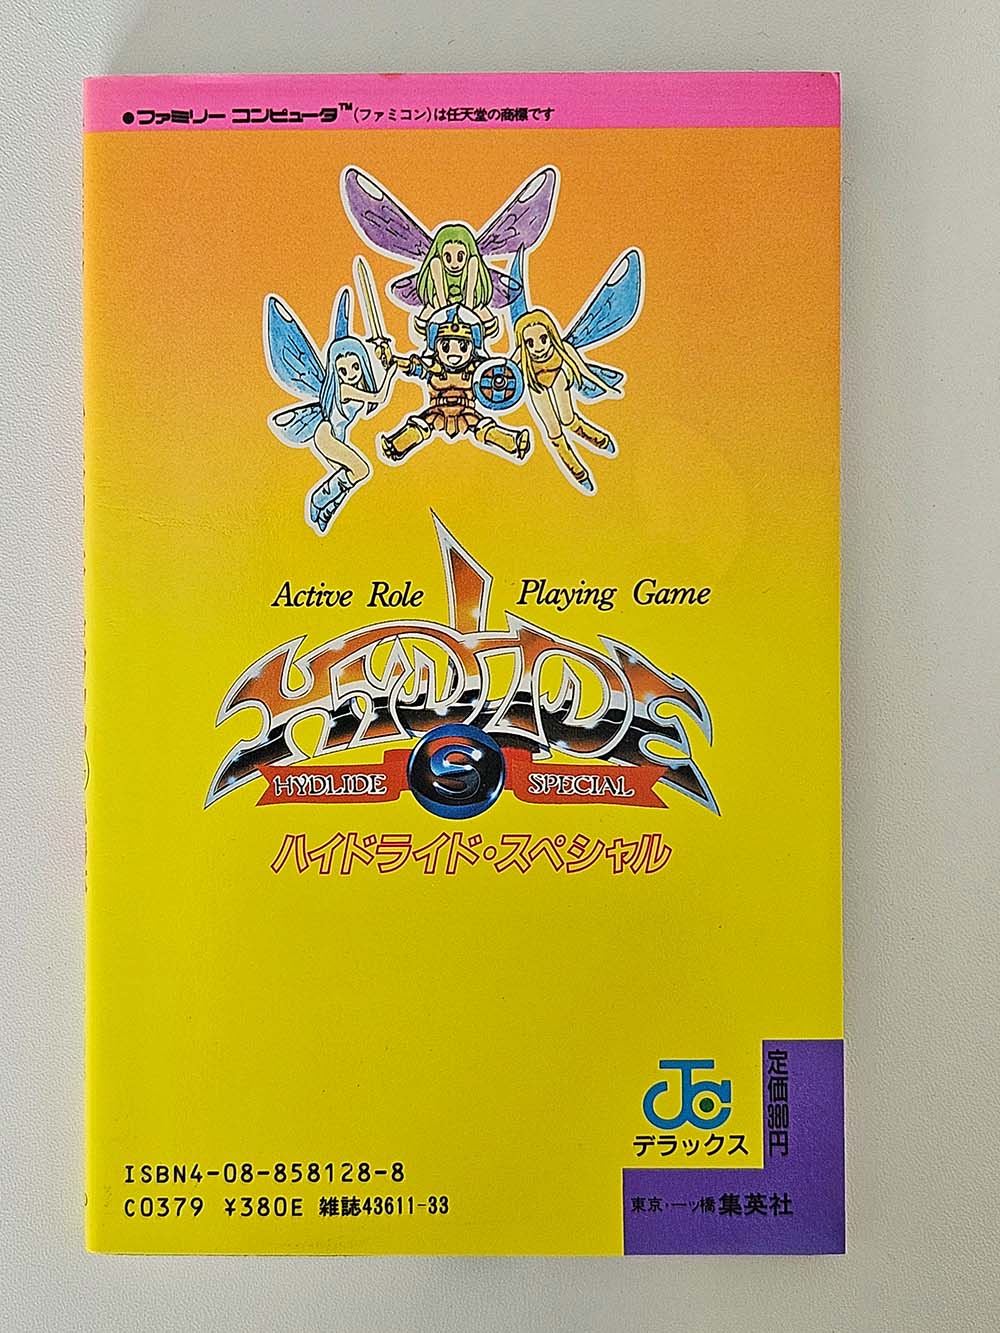 ●ファミリー コンピュータ™(ファミコン)は任天堂の商標です
Active Role Playing Game
HYDLIDE
HYDLIDE S SPECIAL
ハイドライド・スペシャル
JC
デラックス
定価380円
ISBN4-08-858128-8
C0379 ¥380E 雑誌43611-33
東京・一ツ橋 集英社